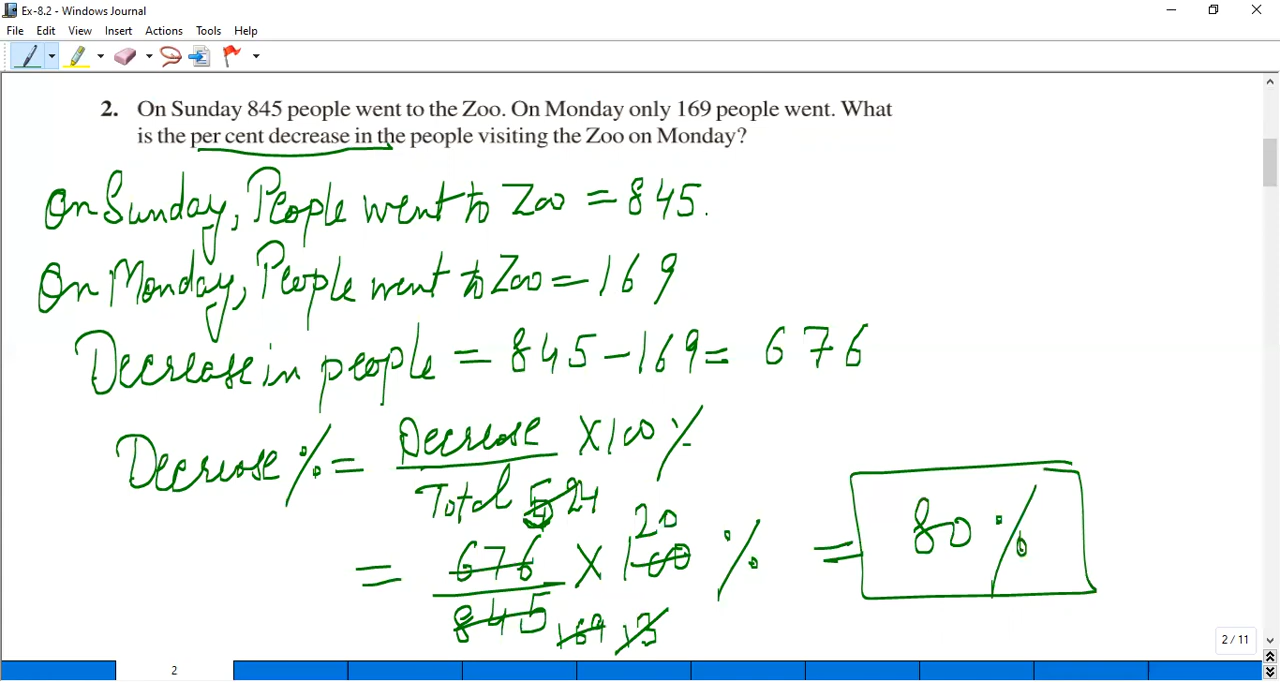 Ex-8.2 - Windows Journal
File Edit View Insert Actions Tools Help
2. On Sunday 845 people went to the Zoo. On Monday only 169 people went. What
is the per cent decrease in the people visiting the Zoo on Monday?
On Sunday, People went to Zoo = 845.
On Monday, People went to Zoo = 169
Decrease in people = 845 - 169 = 676
Decrease % = Decrease × 100 %
Total
20
= 676 × 100 % = 80 %
845 169 13
2 / 11
2